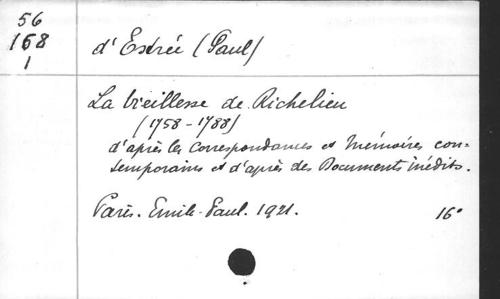 56
168
1
d'Estrée (Paul)
La Vieillesse de Richelieu
(1758-1788)
d'après les Correspondances et Mémoires con-
temporains et d'après des Documents inédits.
Paris. Emile-Paul. 1921. 16°